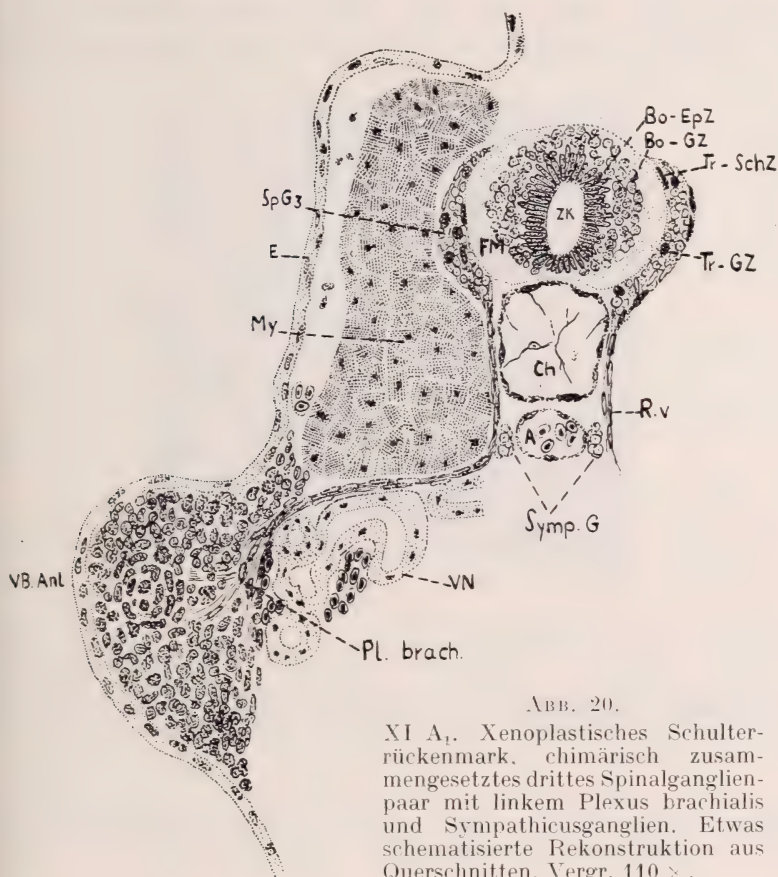 Bo-EpZ
Bo-GZ
Tr-SchZ
SpG3
ZK
E
FM
Tr-GZ
My
Ch
R.v
A
Symp. G
VB. Anl
VN
Pl. brach.
ABB. 20.
XI A₁. Xenoplastisches Schulter-
rückenmark, chimärisch zusam-
mengesetztes drittes Spinalganglien-
paar mit linkem Plexus brachialis
und Sympathicusganglien. Etwas
schematisierte Rekonstruktion aus
Querschnitten. Vergr. 110 ×.